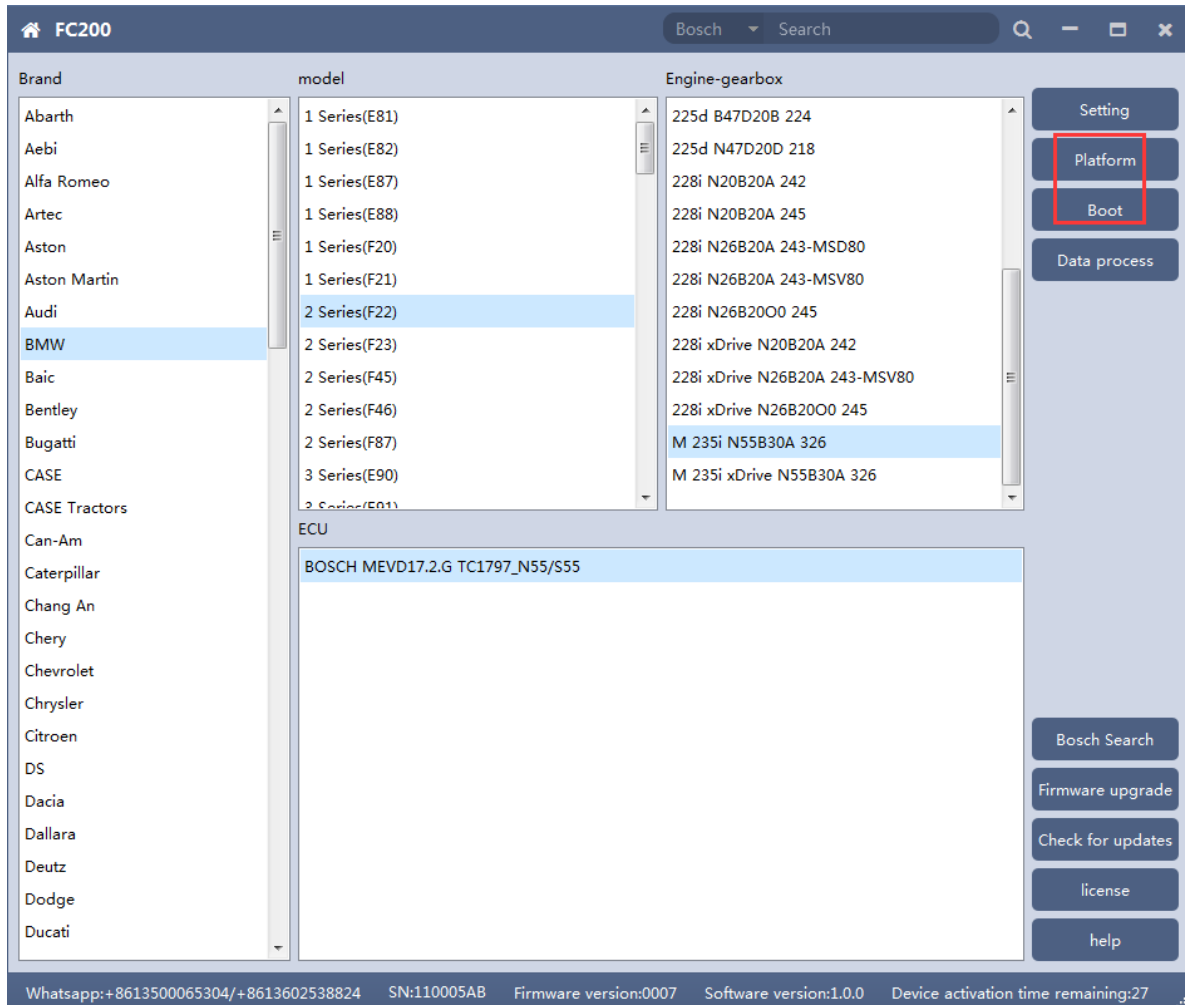 FC200
Bosch
Search
Brand
model
Engine-gearbox
Abarth
Aebi
Alfa Romeo
Artec
Aston
Aston Martin
Audi
BMW
Baic
Bentley
Bugatti
CASE
CASE Tractors
Can-Am
Caterpillar
Chang An
Chery
Chevrolet
Chrysler
Citroen
DS
Dacia
Dallara
Deutz
Dodge
Ducati
1 Series(E81)
1 Series(E82)
1 Series(E87)
1 Series(E88)
1 Series(F20)
1 Series(F21)
2 Series(F22)
2 Series(F23)
2 Series(F45)
2 Series(F46)
2 Series(F87)
3 Series(E90)
3 Series(E91)
225d B47D20B 224
225d N47D20D 218
228i N20B20A 242
228i N20B20A 245
228i N26B20A 243-MSD80
228i N26B20A 243-MSV80
228i N26B20O0 245
228i xDrive N20B20A 242
228i xDrive N26B20A 243-MSV80
228i xDrive N26B20O0 245
M 235i N55B30A 326
M 235i xDrive N55B30A 326
ECU
BOSCH MEVD17.2.G TC1797_N55/S55
Setting
Platform
Boot
Data process
Bosch Search
Firmware upgrade
Check for updates
license
help
Whatsapp:+8613500065304/+8613602538824 SN:110005AB Firmware version:0007 Software version:1.0.0 Device activation time remaining:27